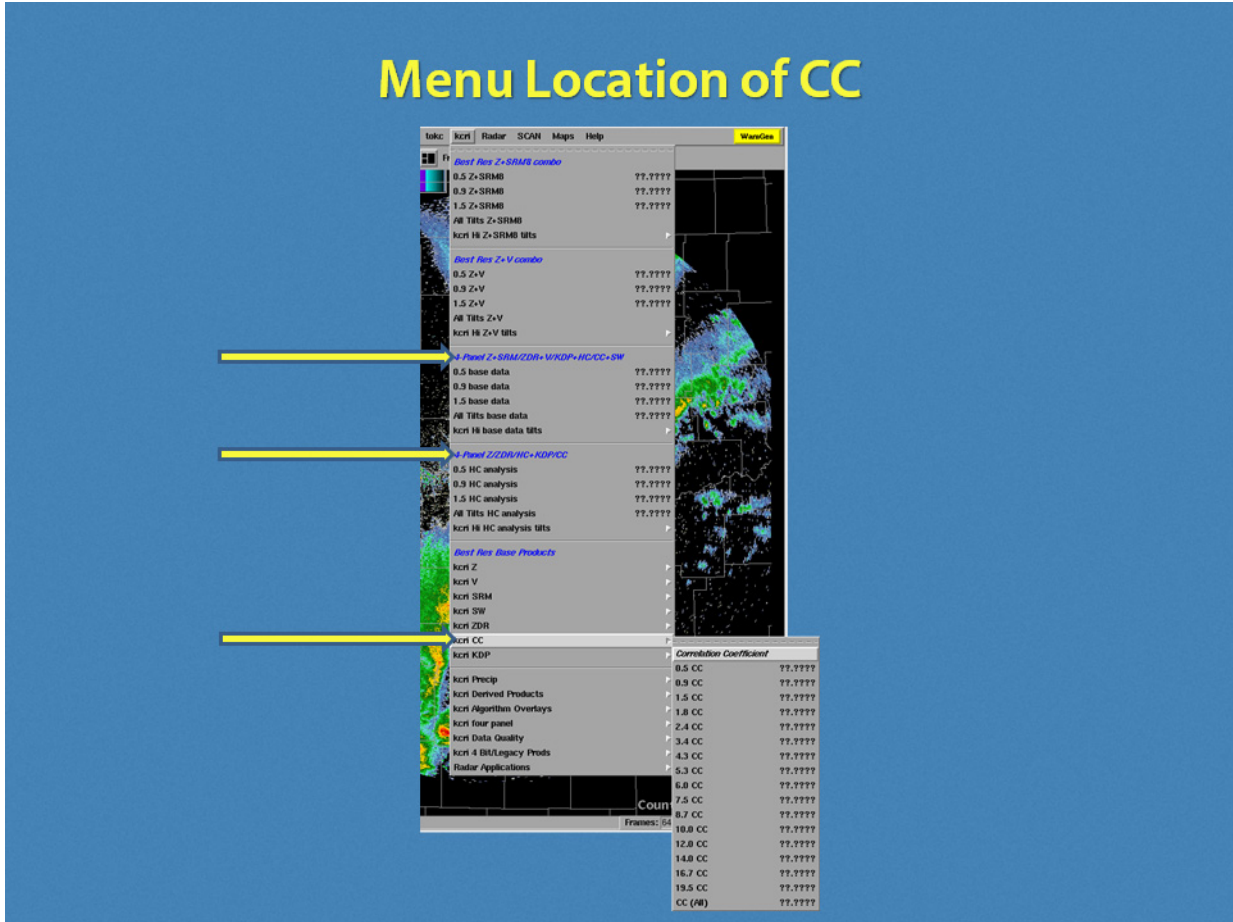 Menu Location of CC
tokc kcri Radar SCAN Maps Help WarnGen
Best Res Z+SRM8 combo
0.5 Z+SRM8 ??.????
0.9 Z+SRM8 ??.????
1.5 Z+SRM8 ??.????
All Tilts Z+SRM8
kcri Hi Z+SRM8 tilts
Best Res Z+V combo
0.5 Z+V ??.????
0.9 Z+V ??.????
1.5 Z+V ??.????
All Tilts Z+V
kcri Hi Z+V tilts
4-Panel Z+SRM/ZDR+V/KDP+HC/CC+SW
0.5 base data ??.????
0.9 base data ??.????
1.5 base data ??.????
All Tilts base data ??.????
kcri Hi base data tilts
4-Panel Z/ZDR/HC+KDP/CC
0.5 HC analysis ??.????
0.9 HC analysis ??.????
1.5 HC analysis ??.????
All Tilts HC analysis ??.????
kcri Hi HC analysis tilts
Best Res Base Products
kcri Z
kcri V
kcri SRM
kcri SW
kcri ZDR
kcri CC
kcri KDP
kcri Precip
kcri Derived Products
kcri Algorithm Overlays
kcri four panel
kcri Data Quality
kcri 4 Bit/Legacy Prods
Radar Applications
Coun
Frames: 64
Correlation Coefficient
0.5 CC ??.????
0.9 CC ??.????
1.5 CC ??.????
1.8 CC ??.????
2.4 CC ??.????
3.4 CC ??.????
4.3 CC ??.????
5.3 CC ??.????
6.0 CC ??.????
7.5 CC ??.????
8.7 CC ??.????
10.0 CC ??.????
12.0 CC ??.????
14.0 CC ??.????
16.7 CC ??.????
19.5 CC ??.????
CC (All) ??.????